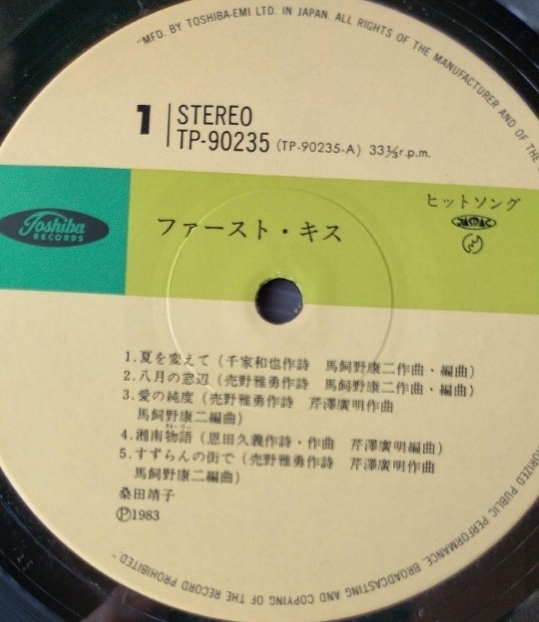 "MFD. BY TOSHIBA-EMI LTD. IN JAPAN. ALL RIGHTS OF THE MANUFACTURER AND OF THE
1 STEREO
TP-90235 (TP-90235-A) 33⅓r.p.m.
ヒットソング
JASRAC
Toshiba
RECORDS
ファースト・キス
1.夏を変えて(千家和也作詩 馬飼野康二作曲・編曲)
2.八月の窓辺(売野雅勇作詩 馬飼野康二作曲・編曲)
3.愛の純度(売野雅勇作詩 芹澤廣明作曲
馬飼野康二編曲)
ストーリー
4.湘南物語(恩田久義作詩・作曲 芹澤廣明編曲)
5.すずらんの街で(売野雅勇作詩 芹澤廣明作曲
馬飼野康二編曲)
桑田靖子
Ⓟ1983
PUBLIC PERFORMANCE, BROADCASTING AND COPYING OF THE RECORD PROHIBITED"